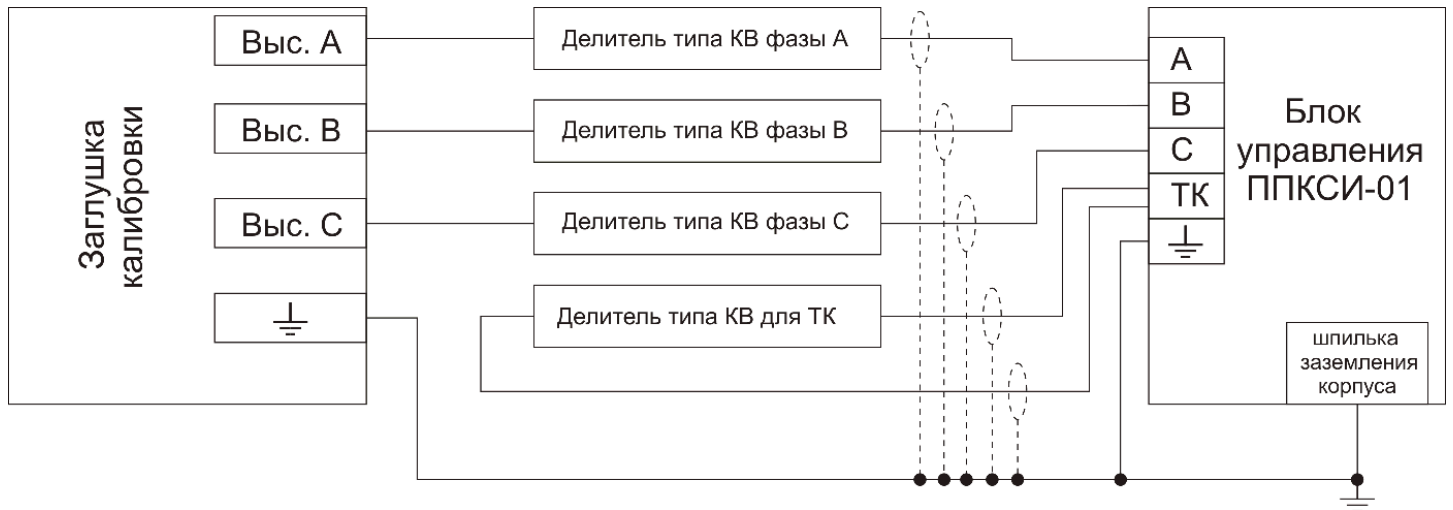 Заглушка
калибровки
Выс. А
Выс. В
Выс. С
Делитель типа КВ фазы А
Делитель типа КВ фазы В
Делитель типа КВ фазы С
Делитель типа КВ для ТК
А
В
С
ТК
Блок
управления
ППКСИ-01
шпилька
заземления
корпуса